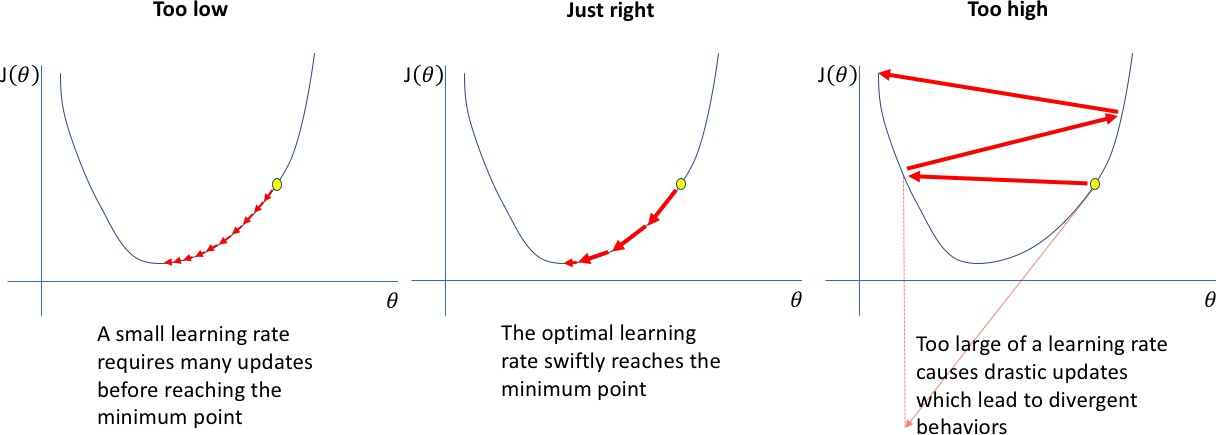 Too low
J(θ)
θ
A small learning rate
requires many updates
before reaching the
minimum point
Just right
J(θ)
θ
The optimal learning
rate swiftly reaches the
minimum point
Too high
J(θ)
θ
Too large of a learning rate
causes drastic updates
which lead to divergent
behaviors